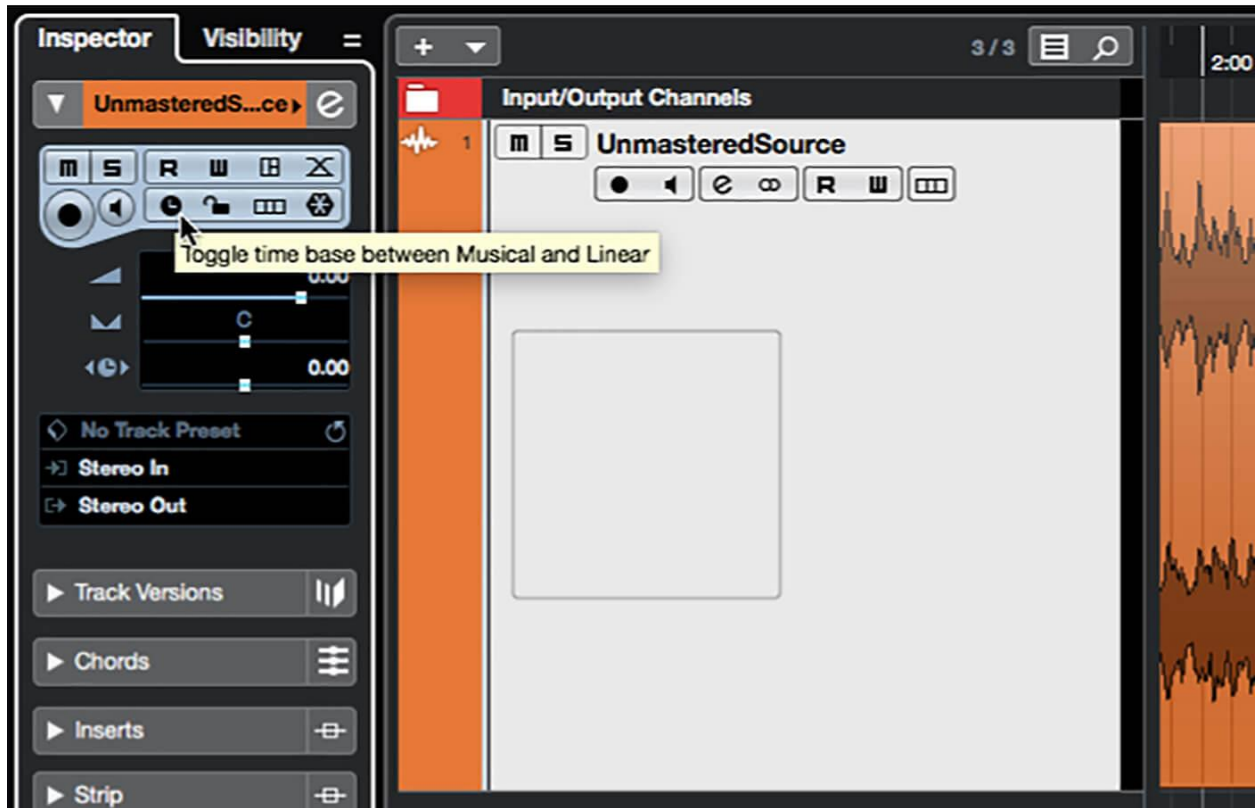 Inspector Visibility
+ 3/3
2:00
UnmasteredS...ce e
Input/Output Channels
1 m S UnmasteredSource
m S R W
e R W
Toggle time base between Musical and Linear
0.00
C
0.00
No Track Preset
Stereo In
Stereo Out
Track Versions
Chords
Inserts
Strip